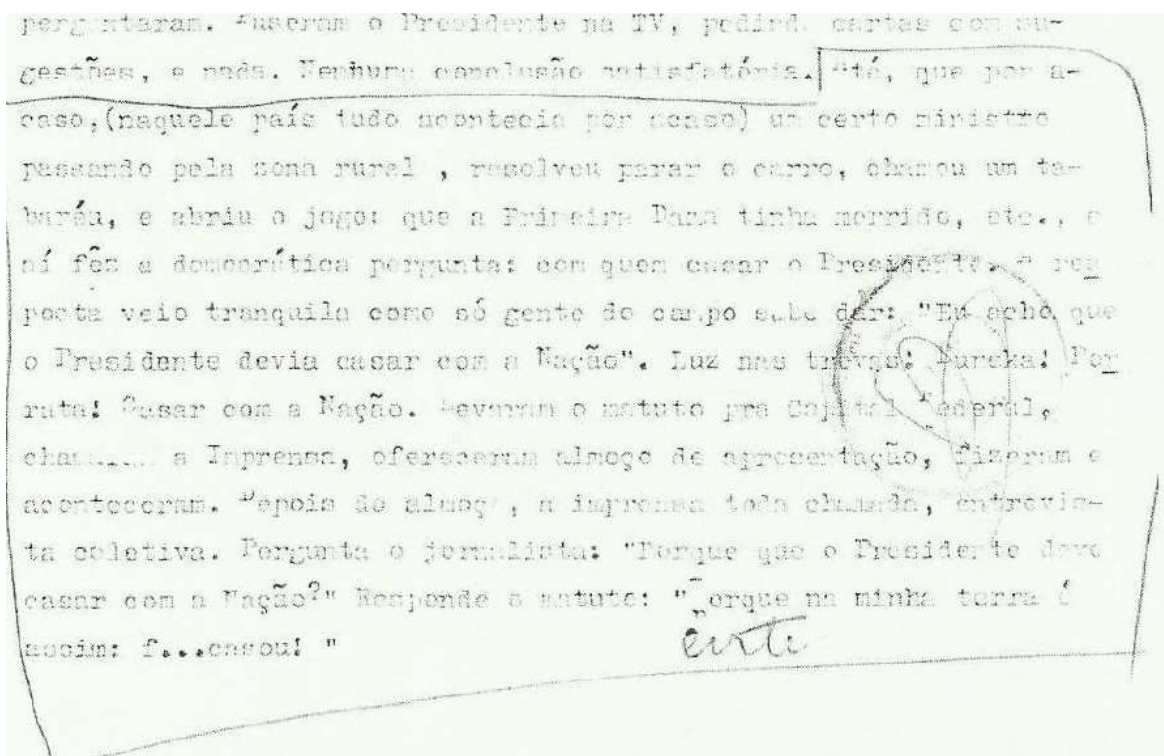 perguntaram. Puseram o Presidente na TV, pedindo cartas com su-
gestões, e nada. Nenhuma conclusão satisfatória. Até, que por a-
caso,(naquele país tudo acontecia por acaso) um certo ministro
passando pela zona rural , resolveu parar o carro, chamou um ta-
baréu, e abriu o jogo: que a Primeira Dama tinha morrido, etc., e
aí fêz a democrática pergunta: com quem casar o Presidente. A res
posta veio tranquila como só gente do campo sabe dar: "Eu acho que
o Presidente devia casar com a Nação". Luz nas trevas! Eureka! Por
ruta! Casar com a Nação. Levaram o matuto pra Capital Federal,
chamaram a Imprensa, ofereceram almoço de apresentação, fizeram e
aconteceram. Depois do almoço, a imprensa toda chamada, entrevis-
ta coletiva. Pergunta o jornalista: "Porque que o Presidente deve
casar com a Nação?" Responde o matuto: "Porque na minha terra é
assim: f...casou! "